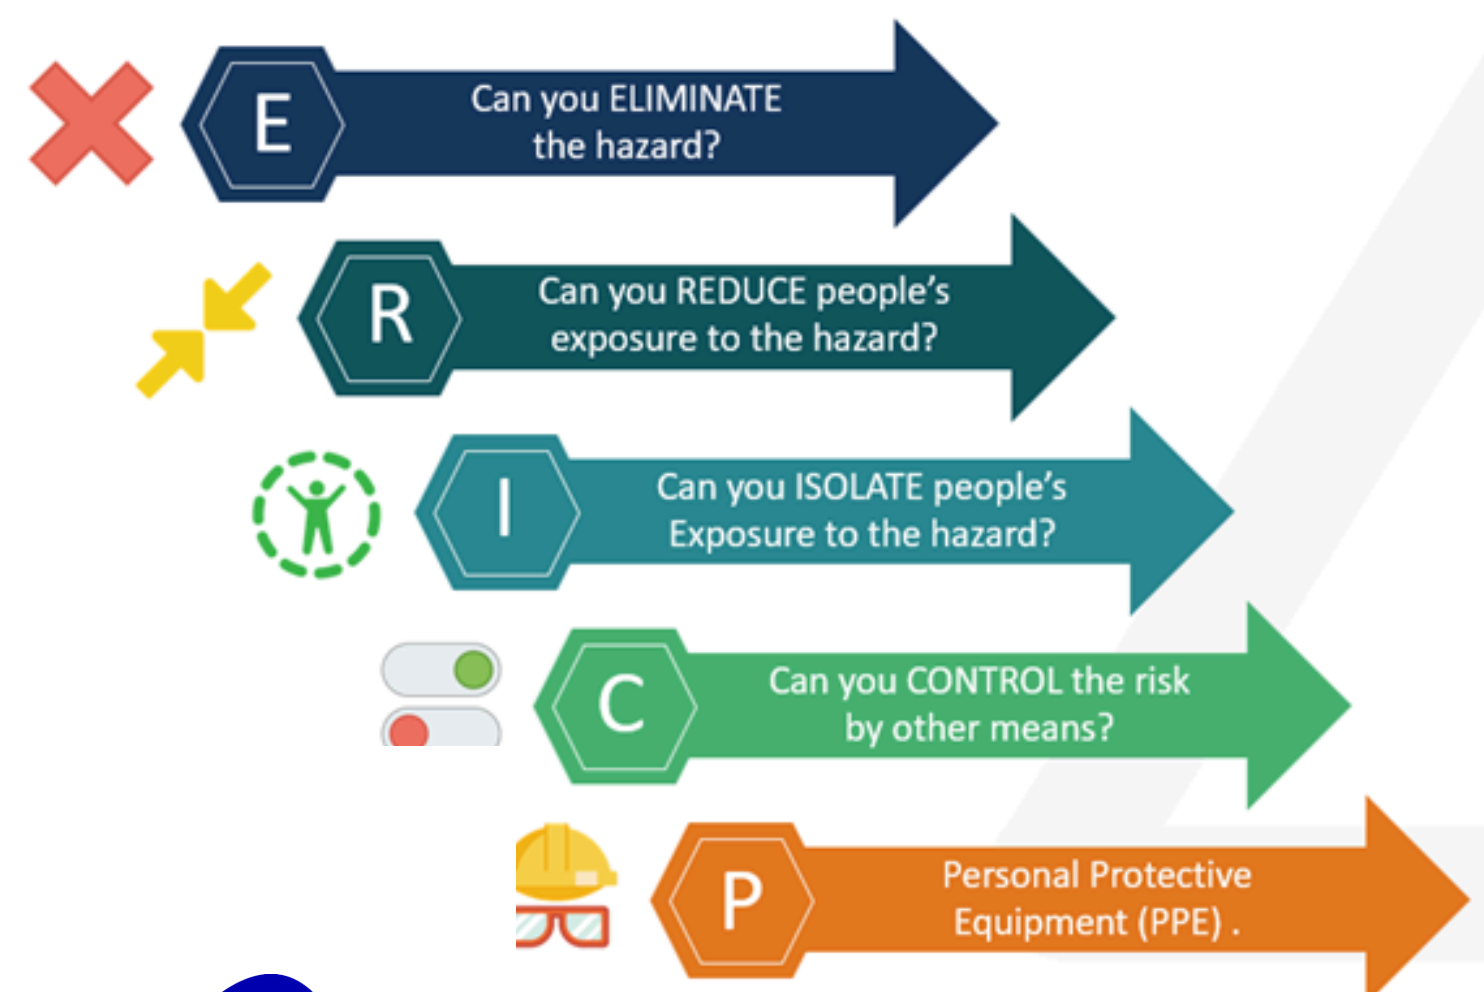 E
Can you ELIMINATE
the hazard?
R
Can you REDUCE people's
exposure to the hazard?
I
Can you ISOLATE people's
Exposure to the hazard?
C
Can you CONTROL the risk
by other means?
P
Personal Protective
Equipment (PPE) .